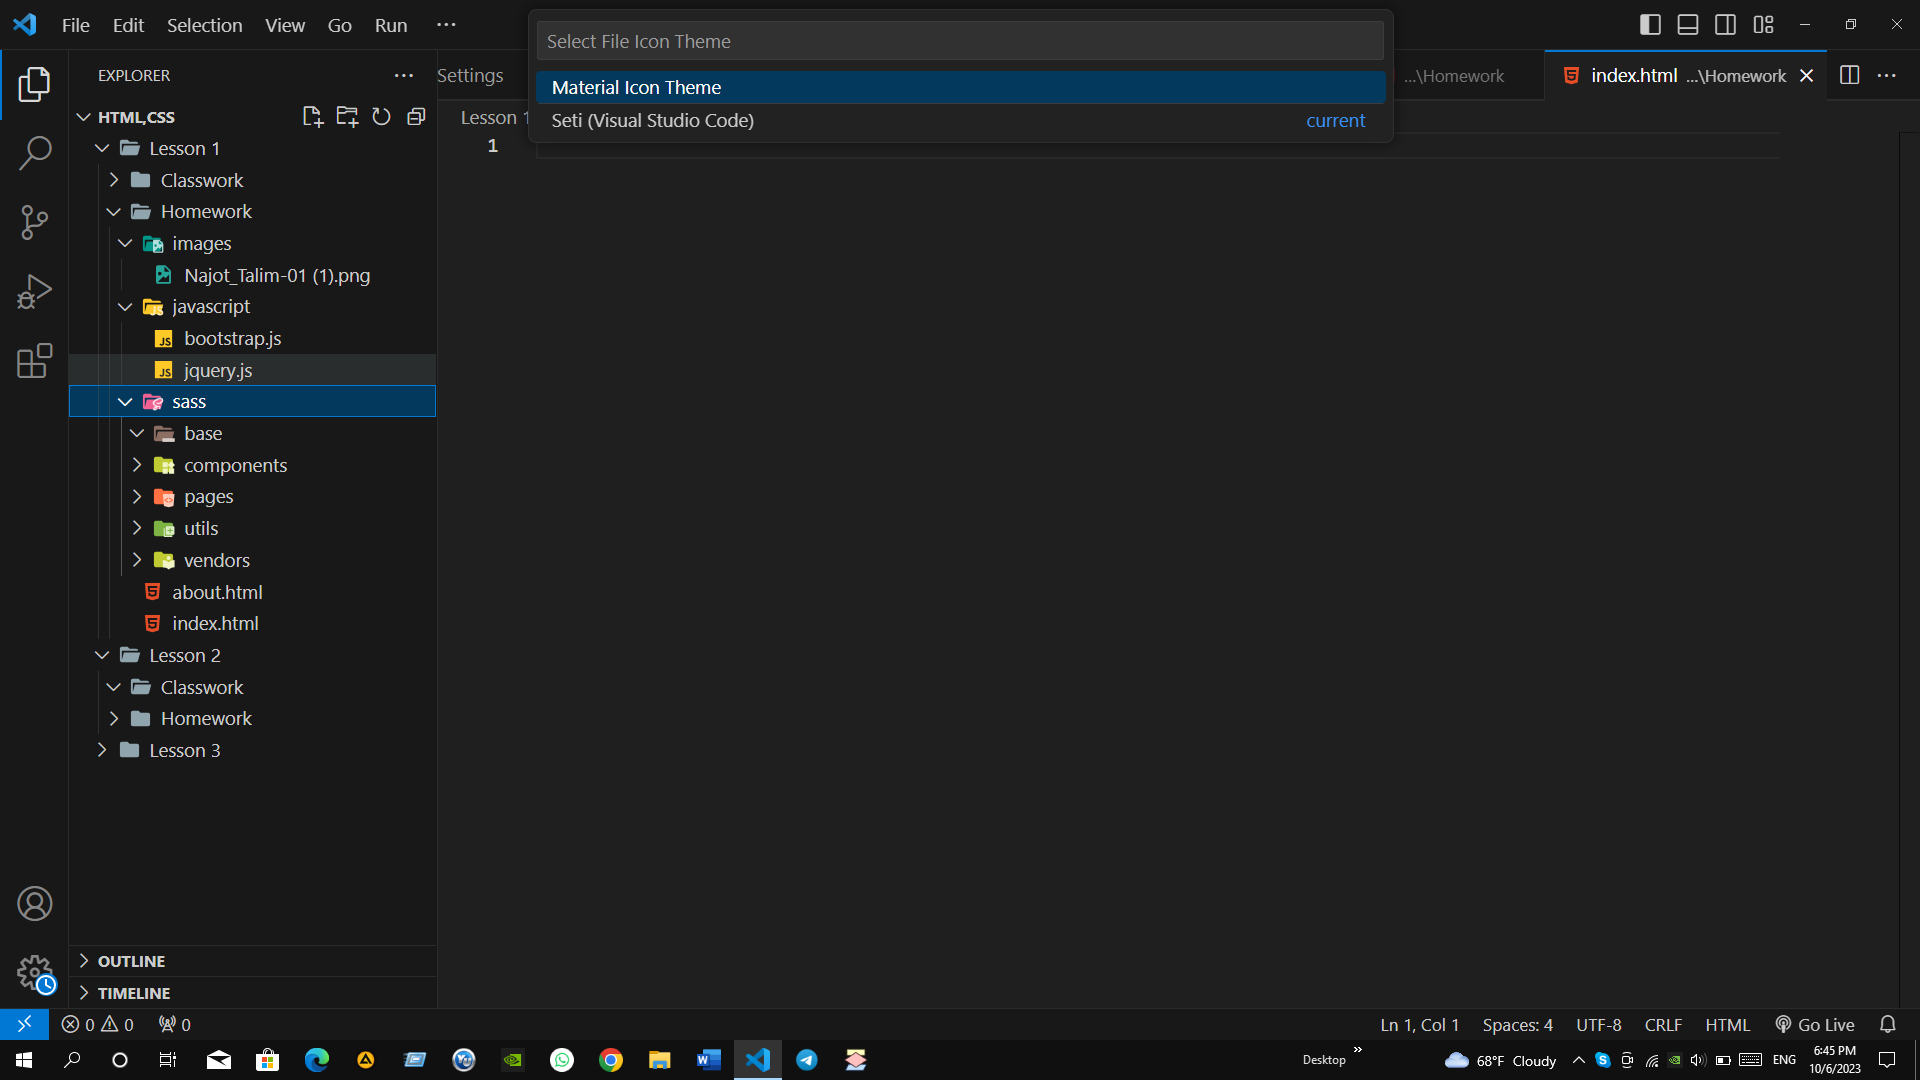 File Edit Selection View Go Run
Select File Icon Theme
Material Icon Theme
Seti (Visual Studio Code) current
EXPLORER
Settings
...\Homework
index.html ...\Homework
HTML,CSS
Lesson 1
1
Lesson 1
Classwork
Homework
images
Najot_Talim-01 (1).png
javascript
JS bootstrap.js
JS jquery.js
sass
base
components
pages
utils
vendors
about.html
index.html
Lesson 2
Classwork
Homework
Lesson 3
OUTLINE
TIMELINE
0 0 0
Ln 1, Col 1 Spaces: 4 UTF-8 CRLF HTML Go Live
Desktop
68°F Cloudy
ENG
6:45 PM
10/6/2023